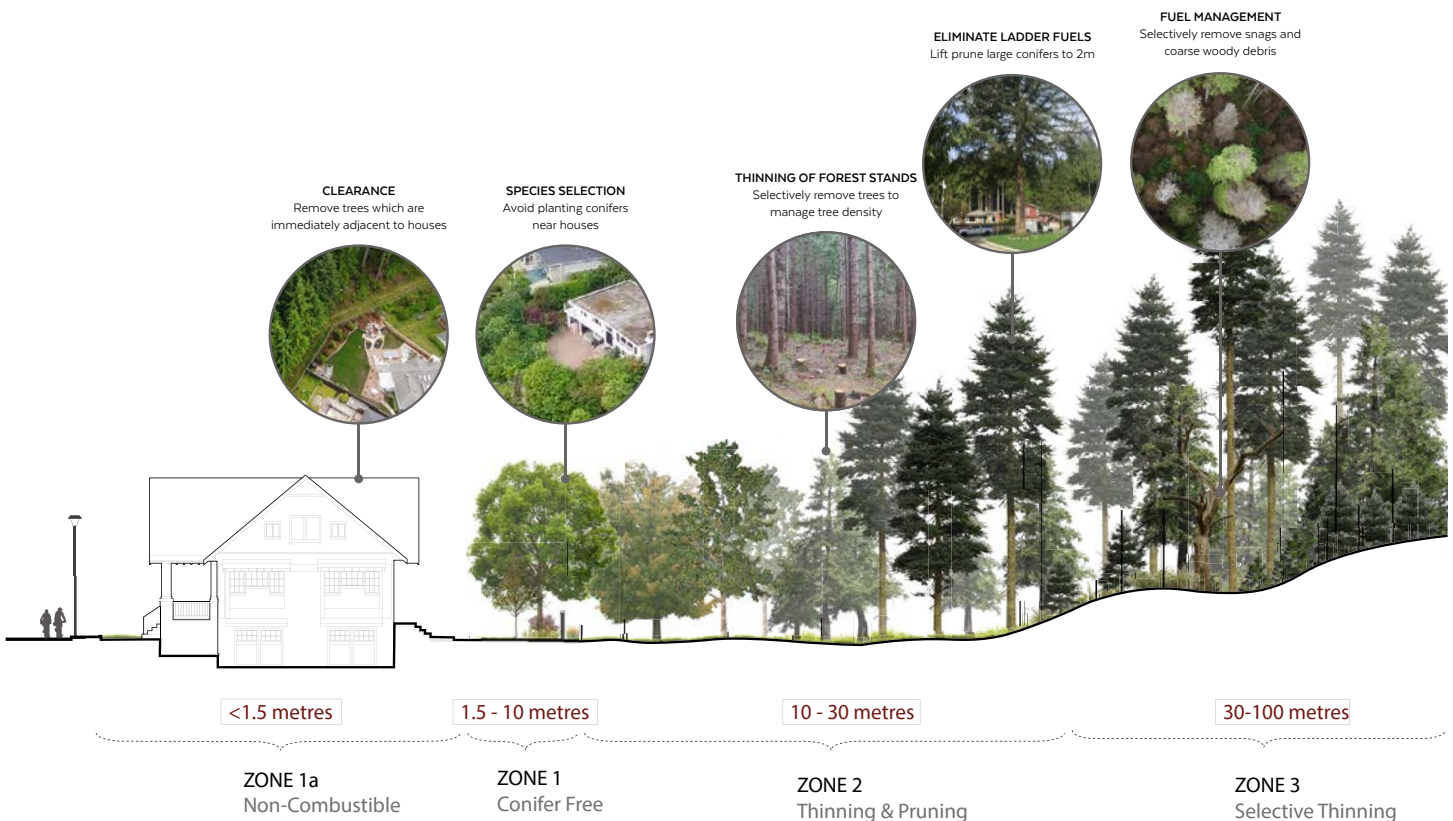 FUEL MANAGEMENT
Selectively remove snags and
coarse woody debris
ELIMINATE LADDER FUELS
Lift prune large conifers to 2m
THINNING OF FOREST STANDS
Selectively remove trees to
manage tree density
CLEARANCE
Remove trees which are
immediately adjacent to houses
SPECIES SELECTION
Avoid planting conifers
near houses
<1.5 metres
1.5 - 10 metres
10 - 30 metres
30-100 metres
ZONE 1a
Non-Combustible
ZONE 1
Conifer Free
ZONE 2
Thinning & Pruning
ZONE 3
Selective Thinning